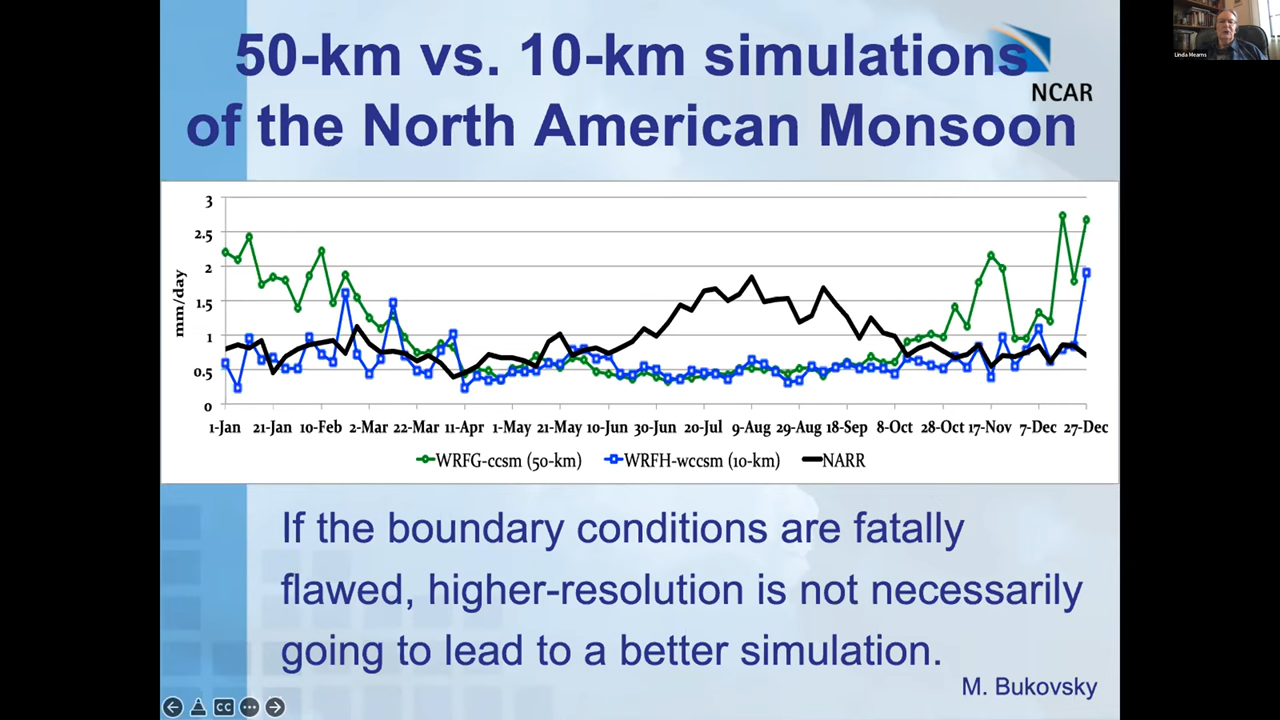 50-km vs. 10-km simulations
of the North American Monsoon
NCAR
Linda Mearns
3
2.5
2
1.5
1
0.5
0
mm/day
1-Jan 21-Jan 10-Feb 2-Mar 22-Mar 11-Apr 1-May 21-May 10-Jun 30-Jun 20-Jul 9-Aug 29-Aug 18-Sep 8-Oct 28-Oct 17-Nov 7-Dec 27-Dec
WRFG-ccsm (50-km) WRFH-wccsm (10-km) NARR
If the boundary conditions are fatally
flawed, higher-resolution is not necessarily
going to lead to a better simulation.
M. Bukovsky
CC